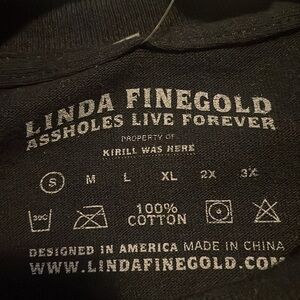 LINDA FINEGOLD
ASSHOLES LIVE FOREVER
PROPERTY OF
KIRILL WAS HERE
S M L XL 2X 3X
30C
100%
COTTON
DESIGNED IN AMERICA MADE IN CHINA
WWW.LINDAFINEGOLD.COM